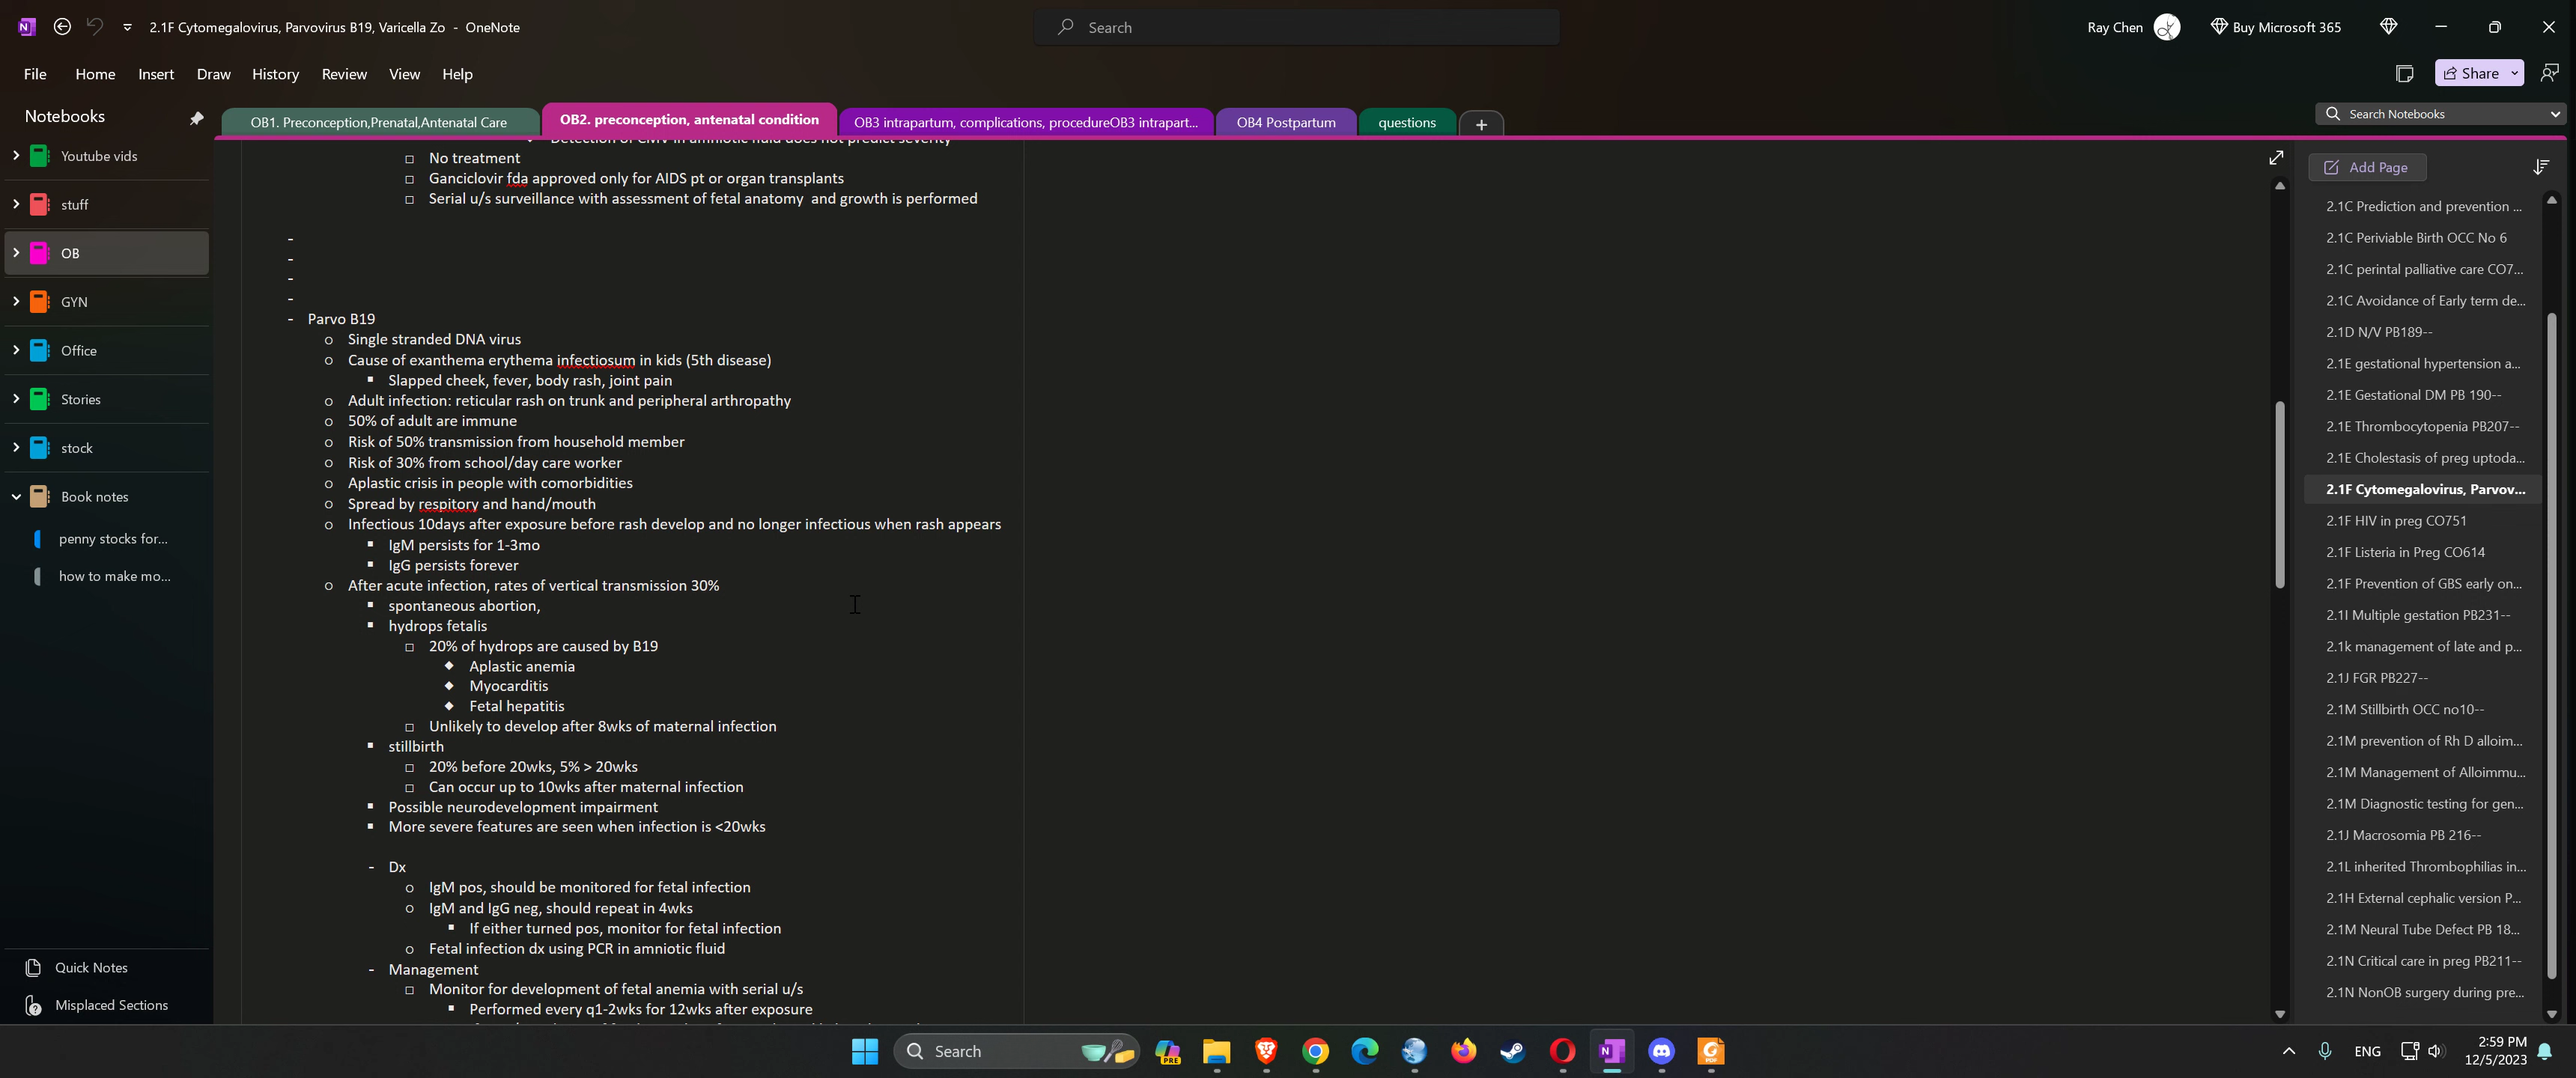 2.1F Cytomegalovirus, Parvovirus B19, Varicella Zo - OneNote
Search
Ray Chen
Buy Microsoft 365
File Home Insert Draw History Review View Help
Share
Notebooks
OB1. Preconception,Prenatal,Antenatal Care
OB2. preconception, antenatal condition
OB3 intrapartum, complications, procedureOB3 intrapart...
OB4 Postpartum
questions
+
Search Notebooks
Youtube vids
stuff
OB
GYN
Office
Stories
stock
Book notes
penny stocks for...
how to make mo...
Quick Notes
Misplaced Sections
Detection of CMV in amniotic fluid does not predict severity
No treatment
Ganciclovir fda approved only for AIDS pt or organ transplants
Serial u/s surveillance with assessment of fetal anatomy and growth is performed
-
-
-
-
- Parvo B19
o Single stranded DNA virus
o Cause of exanthema erythema infectiosum in kids (5th disease)
▪ Slapped cheek, fever, body rash, joint pain
o Adult infection: reticular rash on trunk and peripheral arthropathy
o 50% of adult are immune
o Risk of 50% transmission from household member
o Risk of 30% from school/day care worker
o Aplastic crisis in people with comorbidities
o Spread by respitory and hand/mouth
o Infectious 10days after exposure before rash develop and no longer infectious when rash appears
▪ IgM persists for 1-3mo
▪ IgG persists forever
o After acute infection, rates of vertical transmission 30%
▪ spontaneous abortion,
▪ hydrops fetalis
□ 20% of hydrops are caused by B19
◆ Aplastic anemia
◆ Myocarditis
◆ Fetal hepatitis
□ Unlikely to develop after 8wks of maternal infection
▪ stillbirth
□ 20% before 20wks, 5% > 20wks
□ Can occur up to 10wks after maternal infection
▪ Possible neurodevelopment impairment
▪ More severe features are seen when infection is <20wks
- Dx
o IgM pos, should be monitored for fetal infection
o IgM and IgG neg, should repeat in 4wks
▪ If either turned pos, monitor for fetal infection
o Fetal infection dx using PCR in amniotic fluid
- Management
□ Monitor for development of fetal anemia with serial u/s
▪ Performed every q1-2wks for 12wks after exposure
Add Page
2.1C Prediction and prevention ...
2.1C Periviable Birth OCC No 6
2.1C perintal palliative care CO7...
2.1C Avoidance of Early term de...
2.1D N/V PB189--
2.1E gestational hypertension a...
2.1E Gestational DM PB 190--
2.1E Thrombocytopenia PB207--
2.1E Cholestasis of preg uptoda...
2.1F Cytomegalovirus, Parvov...
2.1F HIV in preg CO751
2.1F Listeria in Preg CO614
2.1F Prevention of GBS early on...
2.1I Multiple gestation PB231--
2.1k management of late and p...
2.1J FGR PB227--
2.1M Stillbirth OCC no10--
2.1M prevention of Rh D alloim...
2.1M Management of Alloimmu...
2.1M Diagnostic testing for gen...
2.1J Macrosomia PB 216--
2.1L inherited Thrombophilias in...
2.1H External cephalic version P...
2.1M Neural Tube Defect PB 18...
2.1N Critical care in preg PB211--
2.1N NonOB surgery during pre...
Search
PRE
ENG
2:59 PM
12/5/2023